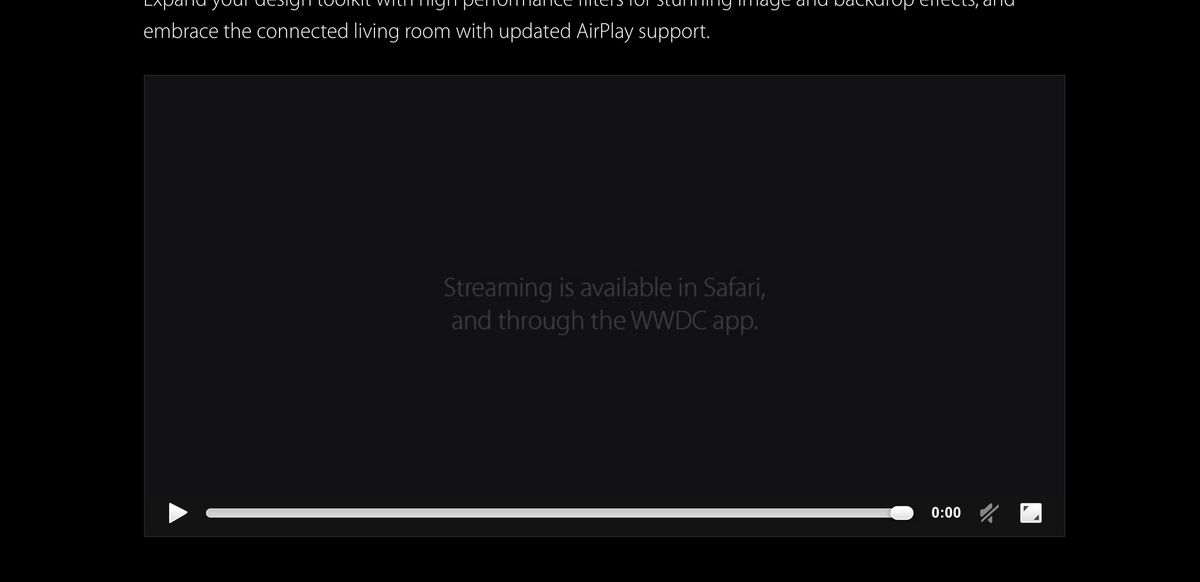 Expand your design toolkit with high performance filters for stunning image and backdrop effects, and
embrace the connected living room with updated AirPlay support.
Streaming is available in Safari,
and through the WWDC app.
0:00